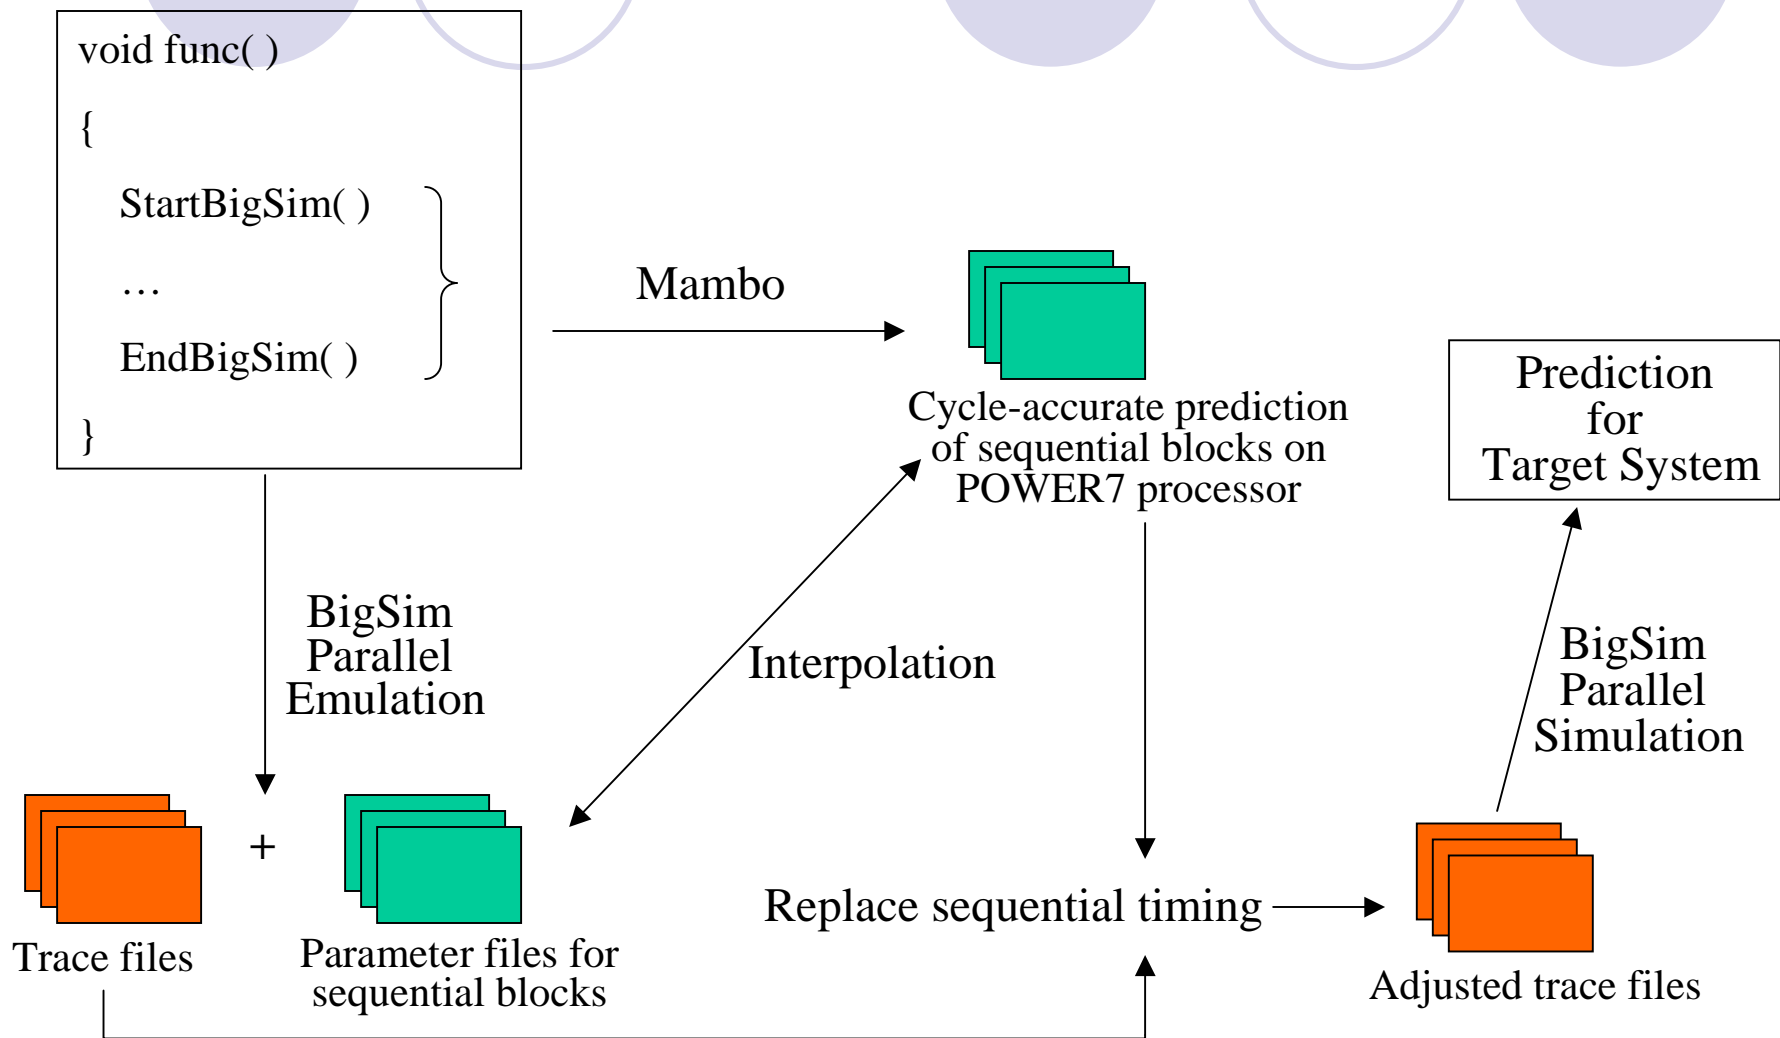 void func( )
{
StartBigSim( )
…
EndBigSim( )
}
Mambo
Cycle-accurate prediction
of sequential blocks on
POWER7 processor
Prediction
for
Target System
BigSim
Parallel
Emulation
Interpolation
BigSim
Parallel
Simulation
+
Trace files
Parameter files for
sequential blocks
Replace sequential timing
Adjusted trace files